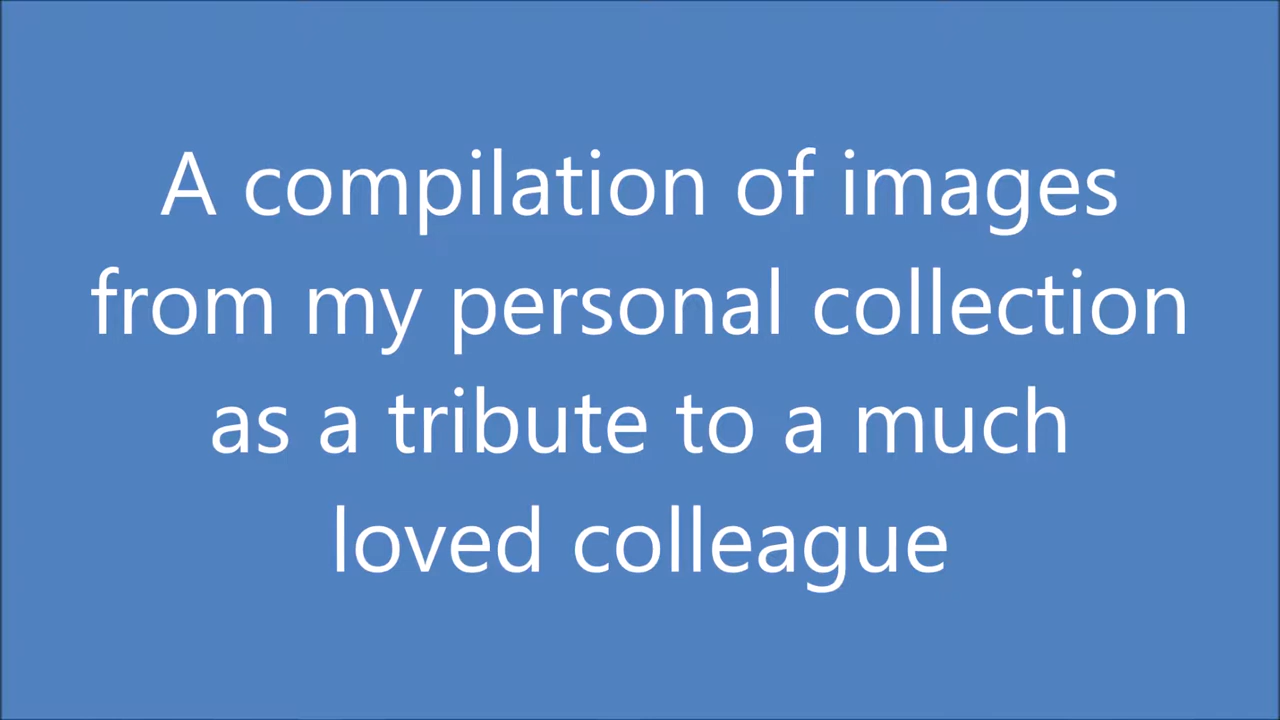 A compilation of images
from my personal collection
as a tribute to a much
loved colleague